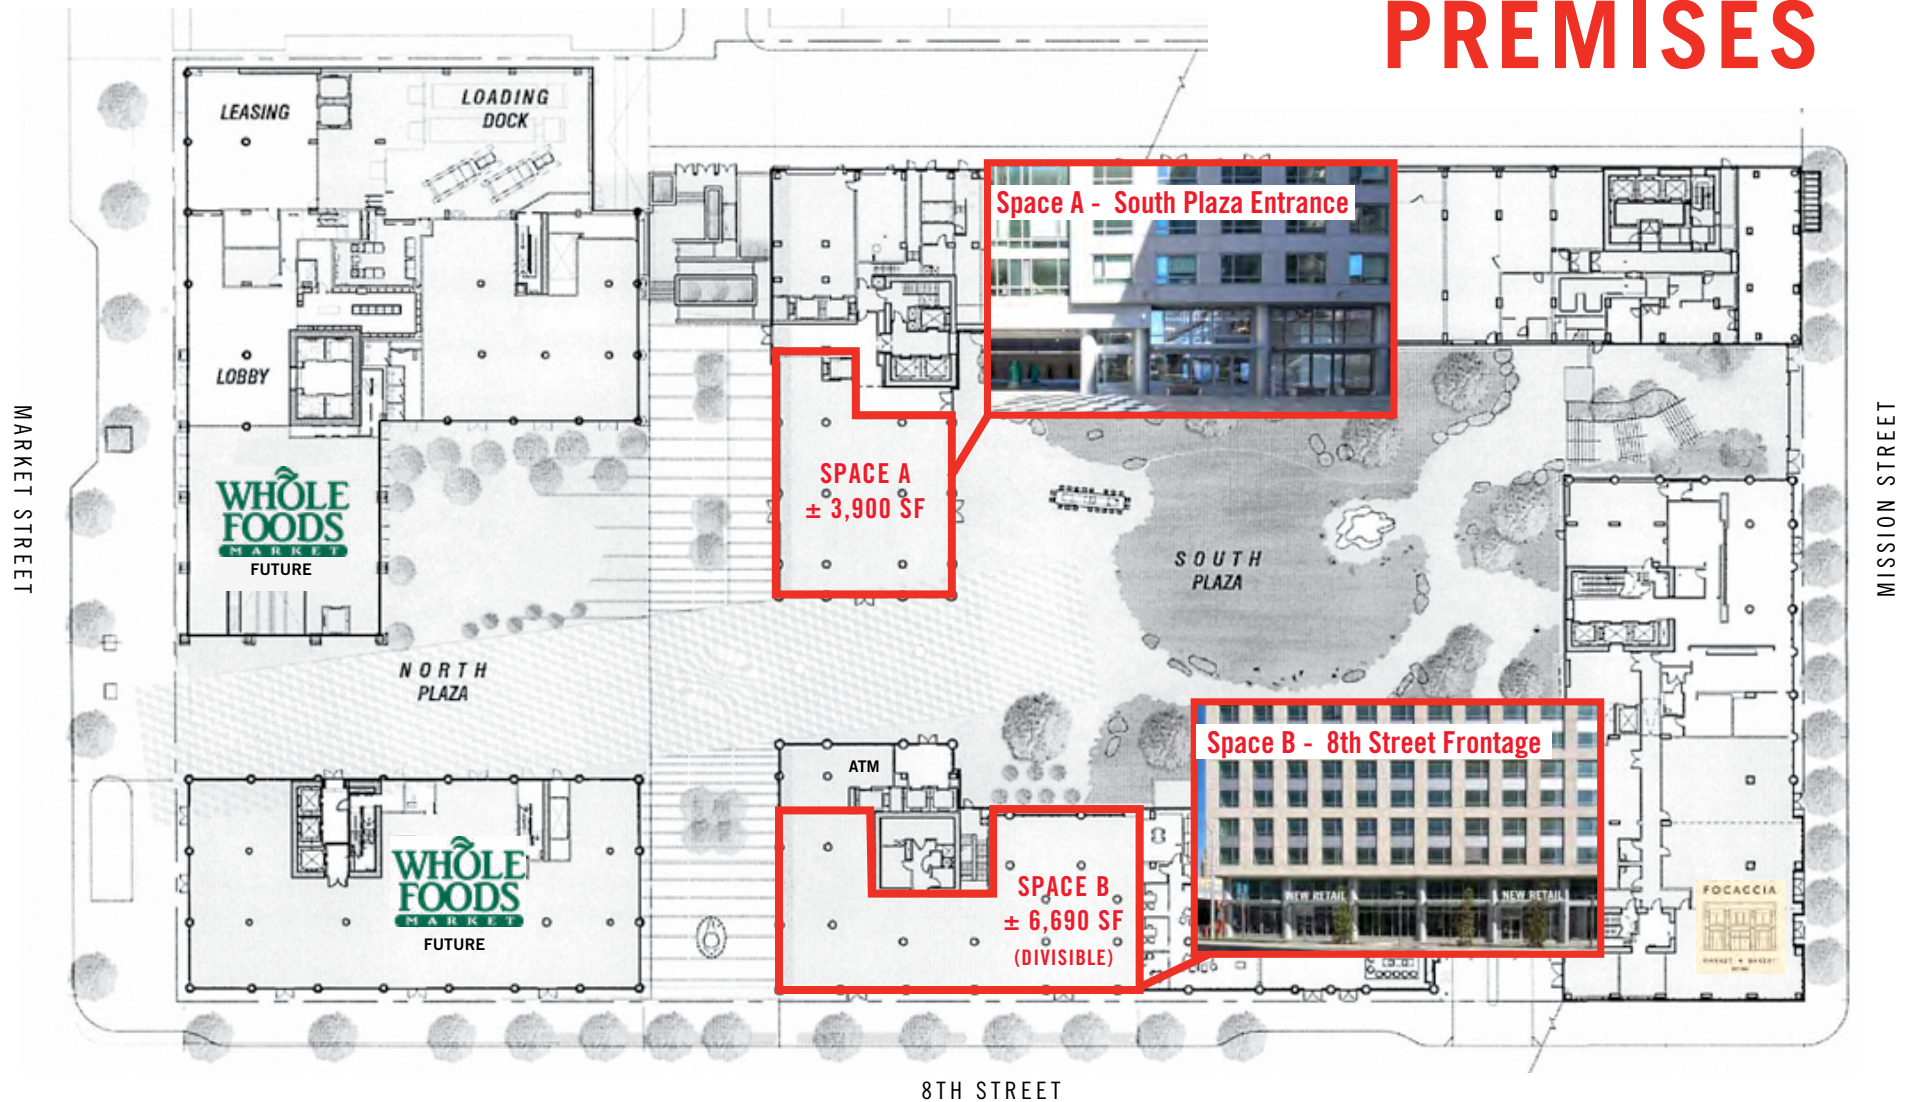 PREMISES
LEASING
LOADING
DOCK
Space A - South Plaza Entrance
LOBBY
MARKET STREET
MISSION STREET
WHOLE
FOODS
MARKET
FUTURE
SPACE A
± 3,900 SF
SOUTH
PLAZA
NORTH
PLAZA
Space B - 8th Street Frontage
ATM
WHOLE
FOODS
MARKET
FUTURE
SPACE B
± 6,690 SF
(DIVISIBLE)
NEW RETAIL
NEW RETAIL
FOCACCIA
MARKET
BAKERY
8TH STREET